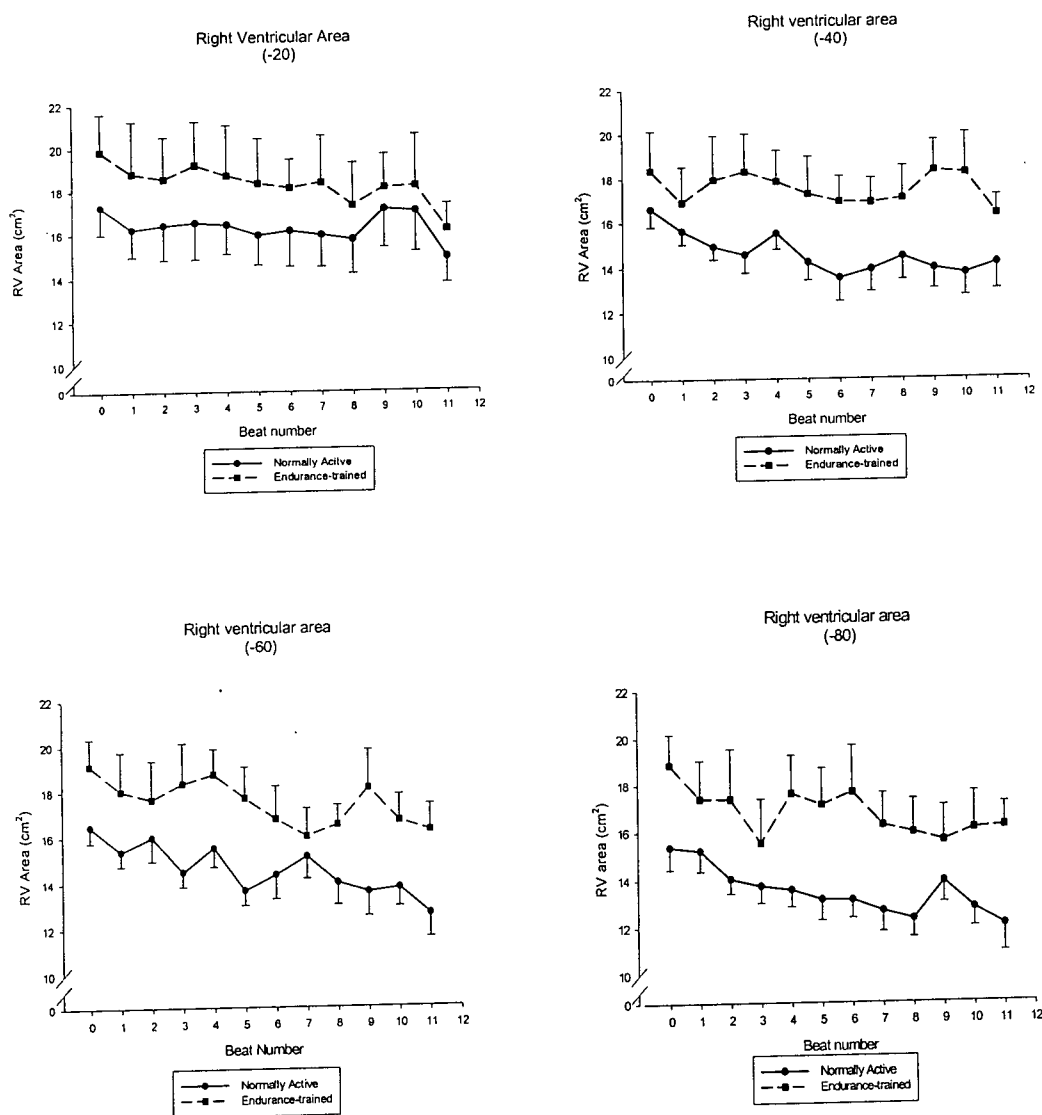 Right Ventricular Area
(-20)
RV Area (cm²)
22
20
18
16
14
12
10
0
0 1 2 3 4 5 6 7 8 9 10 11 12
Beat number
Normally Acitve
Endurance-trained
Right ventricular area
(-40)
RV Area (cm²)
22
20
18
16
14
12
10
0
0 1 2 3 4 5 6 7 8 9 10 11 12
Beat number
Normally Active
Endurance-trained
Right ventricular area
(-60)
RV Area (cm²)
22
20
18
16
14
12
10
0
0 1 2 3 4 5 6 7 8 9 10 11 12
Beat Number
Normally Active
Endurance-trained
Right ventricular area
(-80)
RV area (cm²)
22
20
18
16
14
12
10
0
0 1 2 3 4 5 6 7 8 9 10 11 12
Beat number
Normally Active
Endurance-trained